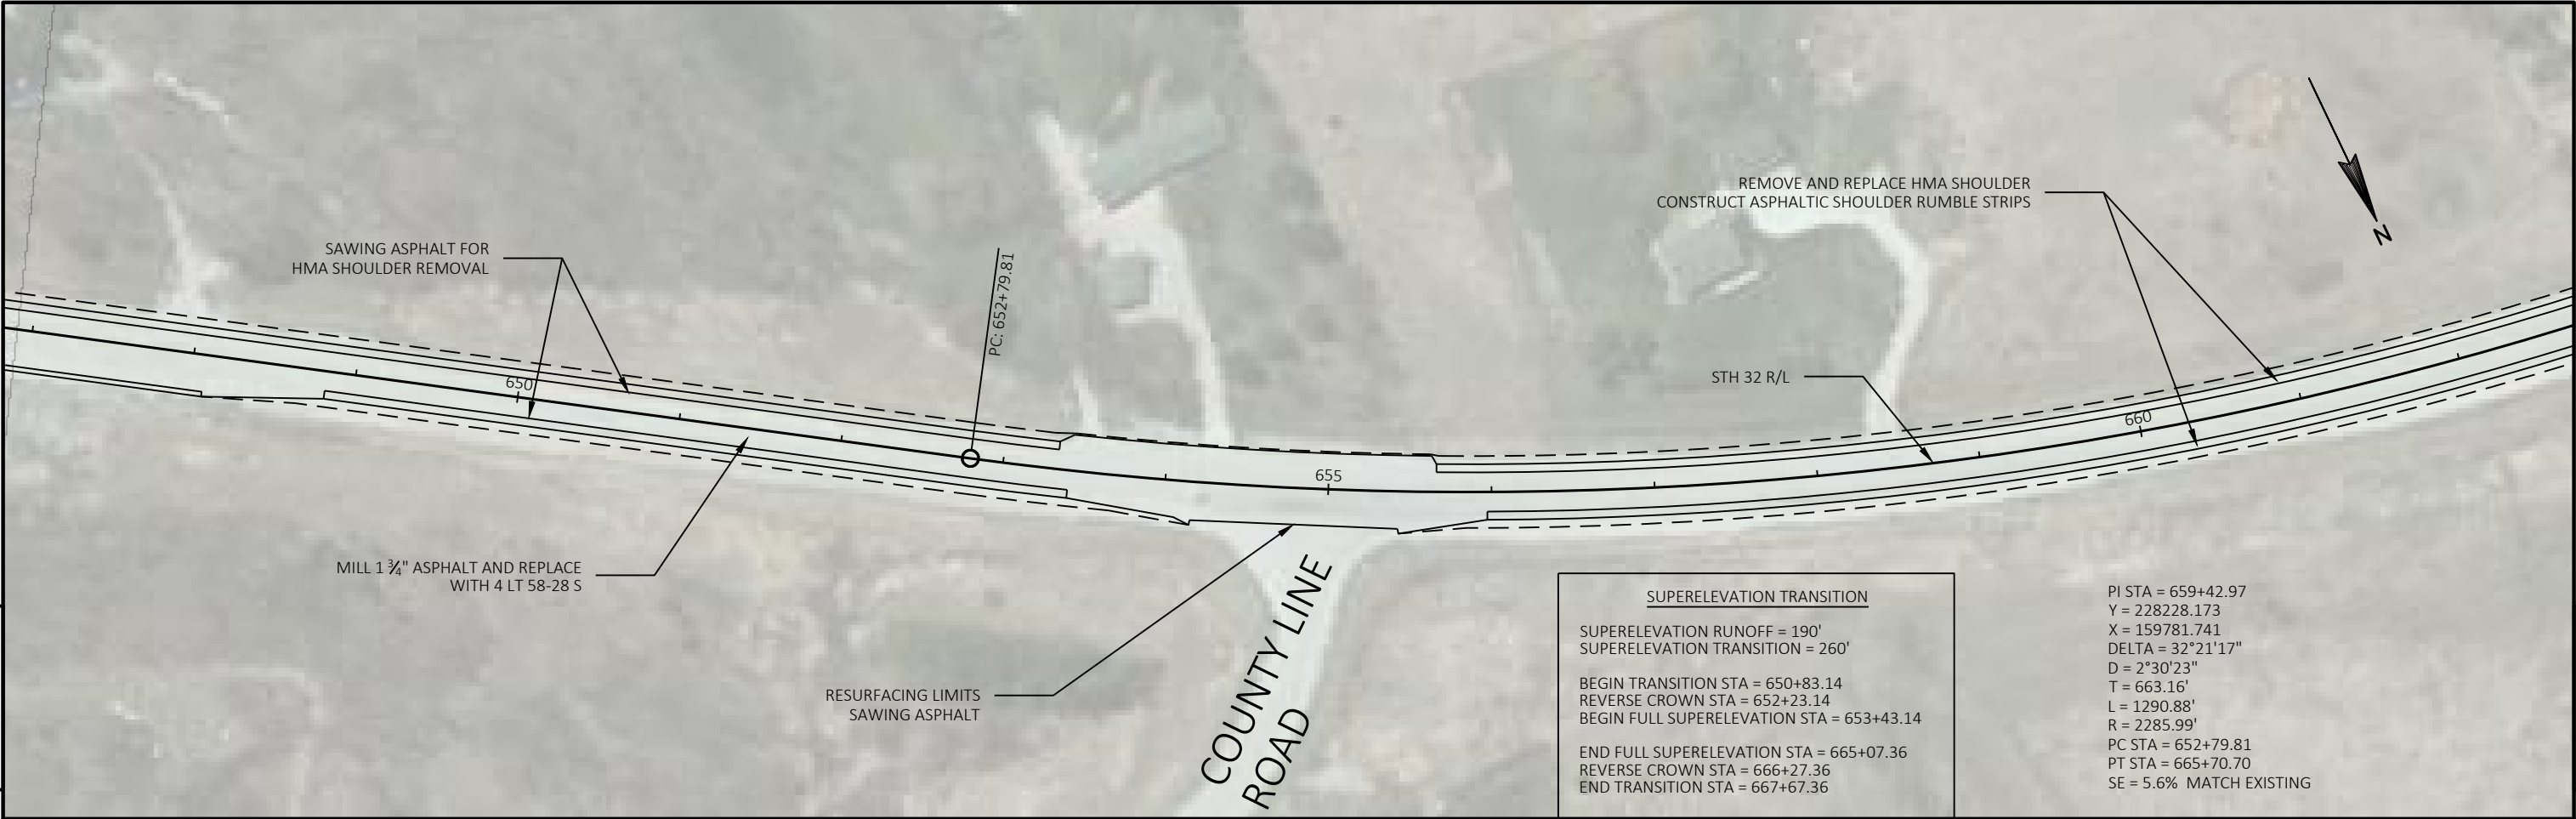 SAWING ASPHALT FOR
HMA SHOULDER REMOVAL
PC: 652+79.81
REMOVE AND REPLACE HMA SHOULDER
CONSTRUCT ASPHALTIC SHOULDER RUMBLE STRIPS
N
650
STH 32 R/L
660
655
MILL 1 ¾" ASPHALT AND REPLACE
WITH 4 LT 58-28 S
RESURFACING LIMITS
SAWING ASPHALT
COUNTY LINE
ROAD
SUPERELEVATION TRANSITION
SUPERELEVATION RUNOFF = 190'
SUPERELEVATION TRANSITION = 260'
BEGIN TRANSITION STA = 650+83.14
REVERSE CROWN STA = 652+23.14
BEGIN FULL SUPERELEVATION STA = 653+43.14
END FULL SUPERELEVATION STA = 665+07.36
REVERSE CROWN STA = 666+27.36
END TRANSITION STA = 667+67.36
PI STA = 659+42.97
Y = 228228.173
X = 159781.741
DELTA = 32°21'17"
D = 2°30'23"
T = 663.16'
L = 1290.88'
R = 2285.99'
PC STA = 652+79.81
PT STA = 665+70.70
SE = 5.6% MATCH EXISTING